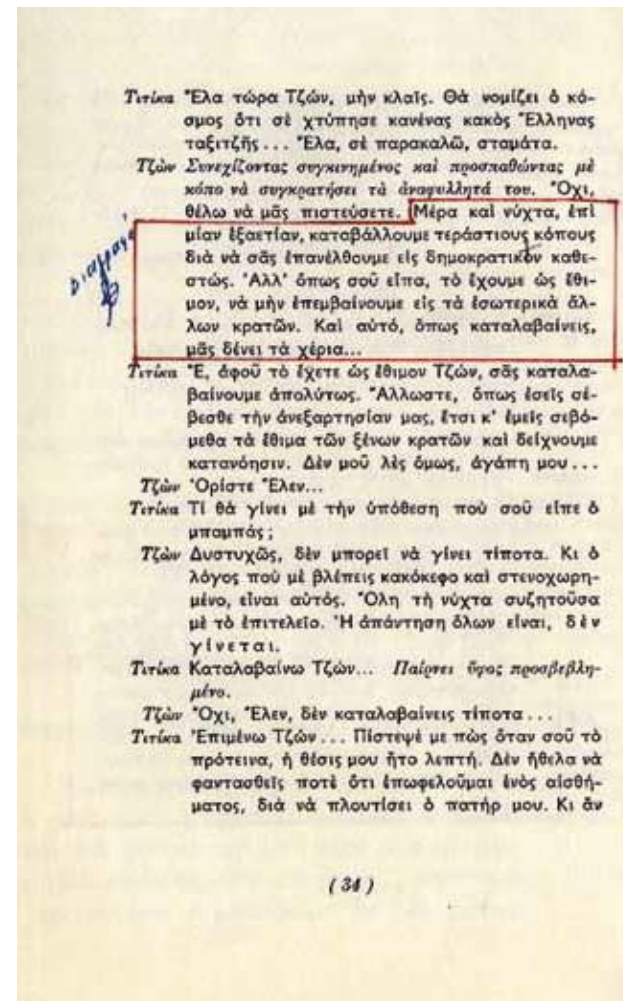 Τιτίκα Ἔλα τώρα Τζών, μὴν κλαῖς. Θὰ νομίζει ὁ κό-
σμος ὅτι σὲ χτύπησε κανένας κακὸς Ἕλληνας
ταξιτζῆς... Ἔλα, σὲ παρακαλῶ, σταμάτα.
Τζὼν Συνεχίζοντας συγκινημένος καὶ προσπαθώντας μὲ
κόπο νὰ συγκρατήσει τὰ ἀναφυλλητά του. Ὄχι,
θέλω νὰ μᾶς πιστεύσετε. Μέρα καὶ νύχτα, ἐπὶ
μίαν ἑξαετίαν, καταβάλλουμε τεράστιους κόπους
διὰ νὰ σᾶς ἐπανέλθουμε εἰς δημοκρατικὸν καθε-
στώς. Ἀλλ' ὅπως σοῦ εἶπα, τὸ ἔχουμε ὡς ἔθι-
μον, νὰ μὴν ἐπεμβαίνουμε εἰς τὰ ἐσωτερικὰ ἄλ-
λων κρατῶν. Καὶ αὐτό, ὅπως καταλαβαίνεις,
μᾶς δένει τὰ χέρια...
Τιτίκα Ἔ, ἀφοῦ τὸ ἔχετε ὡς ἔθιμον Τζών, σᾶς καταλα-
βαίνουμε ἀπολύτως. Ἄλλωστε, ὅπως ἐσεῖς σέ-
βεσθε τὴν ἀνεξαρτησίαν μας, ἔτσι κ' ἐμεῖς σεβό-
μεθα τὰ ἔθιμα τῶν ξένων κρατῶν καὶ δείχνουμε
κατανόησιν. Δὲν μοῦ λὲς ὅμως, ἀγάπη μου...
Τζὼν Ὁρίστε Ἕλεν...
Τιτίκα Τί θὰ γίνει μὲ τὴν ὑπόθεση ποὺ σοῦ εἶπε ὁ
μπαμπάς;
Τζὼν Δυστυχῶς, δὲν μπορεῖ νὰ γίνει τίποτα. Κι ὁ
λόγος ποὺ μὲ βλέπεις κακόκεφο καὶ στενοχωρη-
μένο, εἶναι αὐτός. Ὅλη τὴ νύχτα συζητοῦσα
μὲ τὸ ἐπιτελεῖο. Ἡ ἀπάντηση ὅλων εἶναι, δὲν
γίνεται.
Τιτίκα Καταλαβαίνω Τζών... Παίρνει ὕφος προσβεβλη-
μένο.
Τζὼν Ὄχι, Ἕλεν, δὲν καταλαβαίνεις τίποτα...
Τιτίκα Ἐπιμένω Τζών... Πίστεψέ με πὼς ὅταν σοῦ τὸ
πρότεινα, ἡ θέσις μου ἦτο λεπτή. Δὲν ἤθελα νὰ
φαντασθεῖς ποτὲ ὅτι ἐπωφελοῦμαι ἑνὸς αἰσθή-
ματος, διὰ νὰ πλουτίσει ὁ πατήρ μου. Κι ἂν
(34)